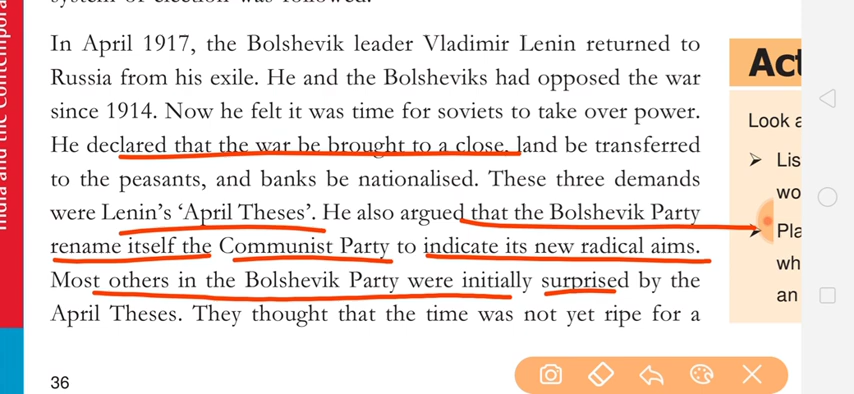 In April 1917, the Bolshevik leader Vladimir Lenin returned to
Russia from his exile. He and the Bolsheviks had opposed the war
since 1914. Now he felt it was time for soviets to take over power.
He declared that the war be brought to a close, land be transferred
to the peasants, and banks be nationalised. These three demands
were Lenin's ‘April Theses’. He also argued that the Bolshevik Party
rename itself the Communist Party to indicate its new radical aims.
Most others in the Bolshevik Party were initially surprised by the
April Theses. They thought that the time was not yet ripe for a
36
Act
Look a
➤ Lis
wo
➤ Pla
wh
an
India and the Contempora